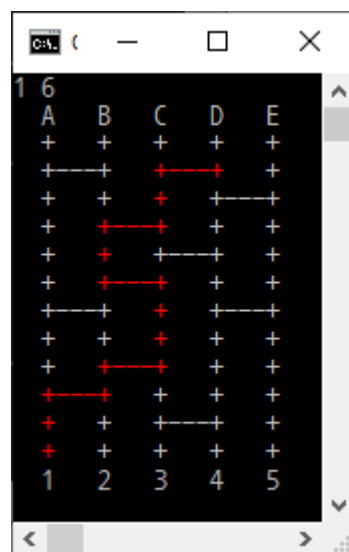 1 6
A B C D E
+ + + + +
+---+ +---+ +
+ + + +---+
+ +---+ + +
+ + +---+ +
+ +---+ + +
+---+ + +---+
+ + + + +
+ +---+ + +
+---+ + + +
+ + +---+ +
+ + + + +
1 2 3 4 5